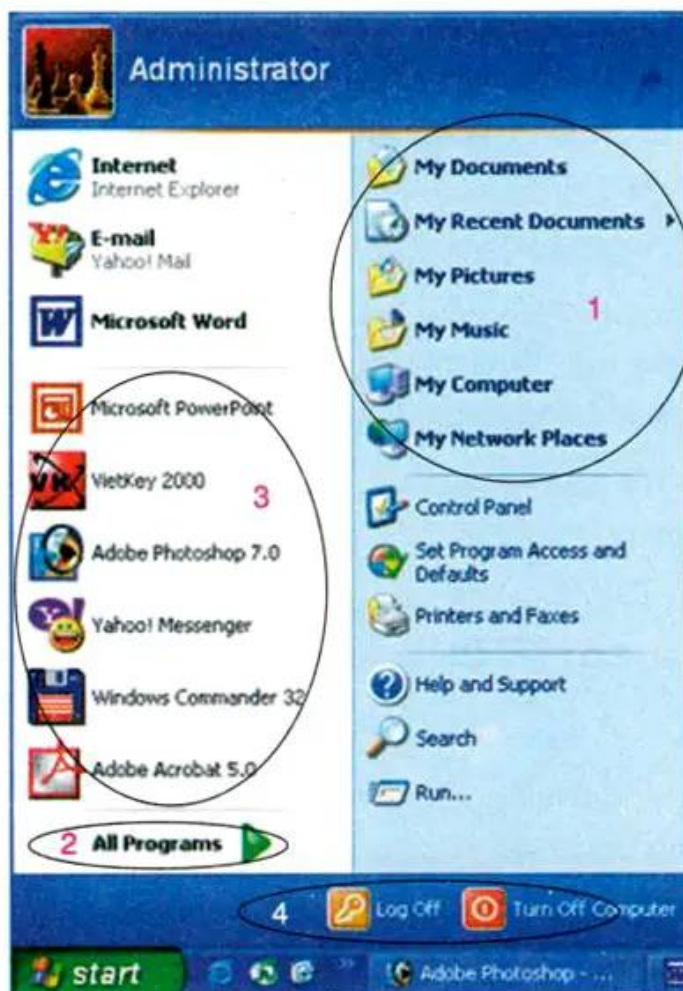 Administrator
Internet
Internet Explorer
E-mail
Yahoo! Mail
Microsoft Word
Microsoft PowerPoint
VietKey 2000
3
Adobe Photoshop 7.0
Yahoo! Messenger
Windows Commander 32
Adobe Acrobat 5.0
2 All Programs
My Documents
My Recent Documents
My Pictures
1
My Music
My Computer
My Network Places
Control Panel
Set Program Access and
Defaults
Printers and Faxes
Help and Support
Search
Run...
4 Log Off Turn Off Computer
start Adobe Photoshop - ...